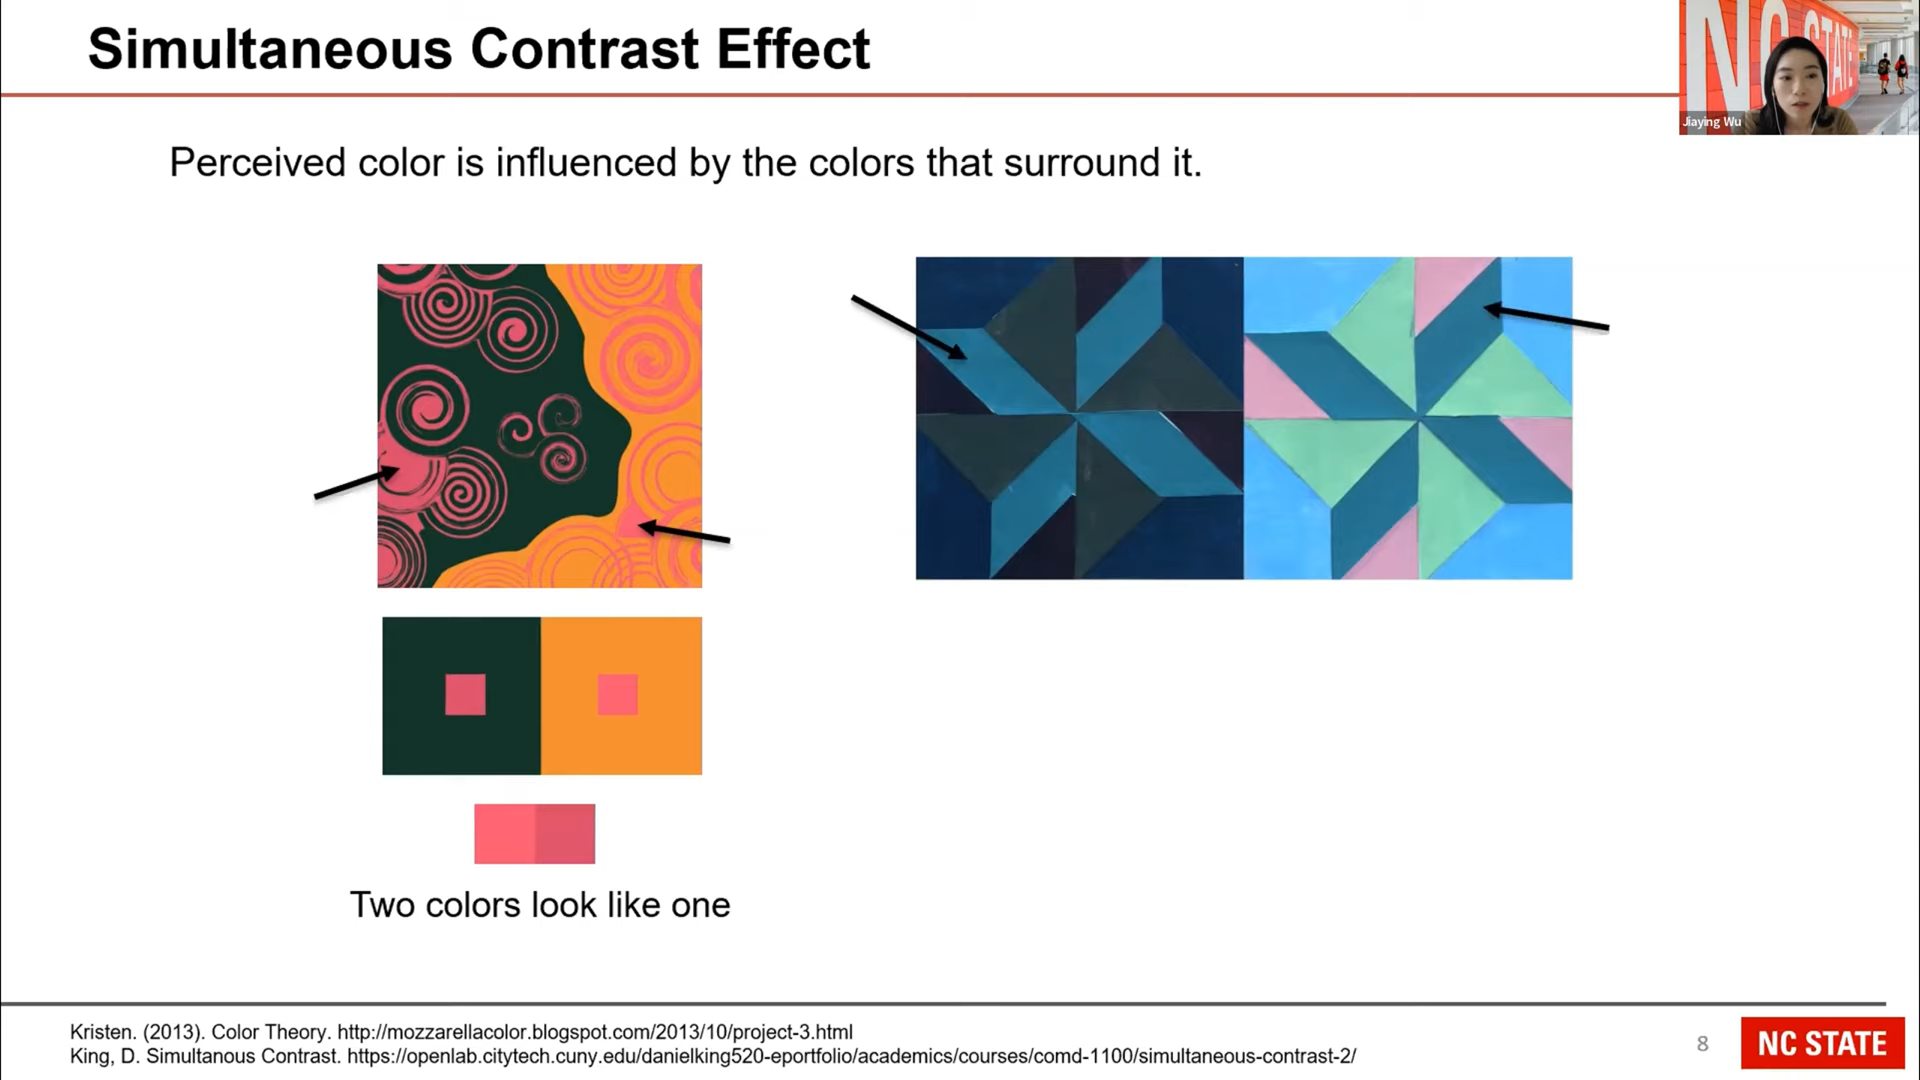 Simultaneous Contrast Effect
NC STATE
Jiaying Wu
Perceived color is influenced by the colors that surround it.
Two colors look like one
Kristen. (2013). Color Theory. http://mozzarellacolor.blogspot.com/2013/10/project-3.html
King, D. Simultanous Contrast. https://openlab.citytech.cuny.edu/danielking520-eportfolio/academics/courses/comd-1100/simultaneous-contrast-2/
8
NC STATE